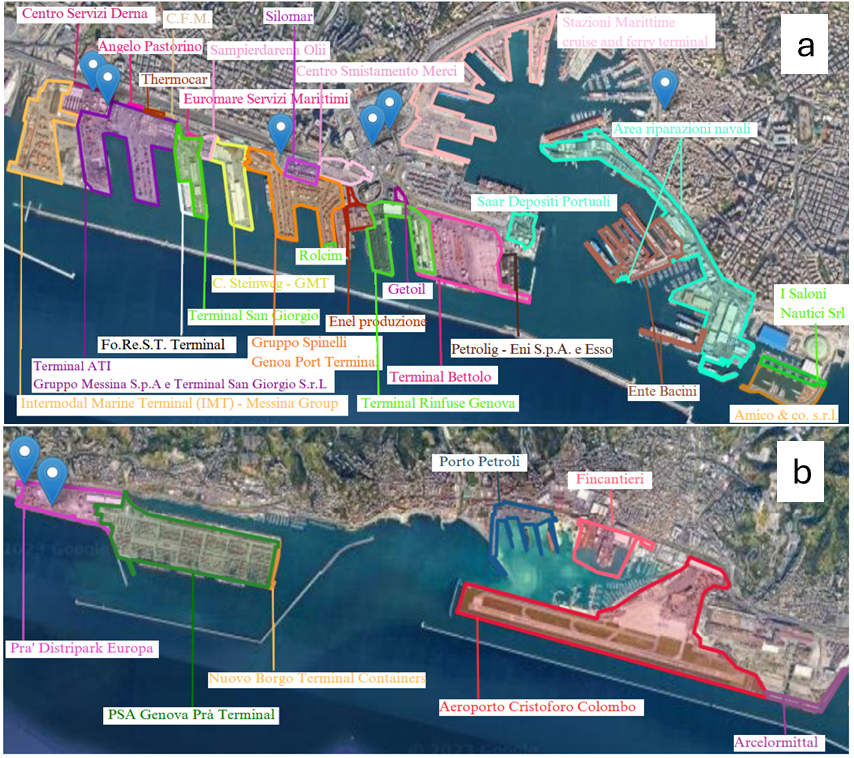 Centro Servizi Derna
C.F.M.
Silomar
Stazioni Marittime
cruise and ferry terminal
a
Angelo Pastorino
Sampierdarena Olii
Thermocar
Centro Smistamento Merci
Euromare Servizi Marittimi
Area riparazioni navali
Saar Depositi Portuali
Rolcim
C. Steinweg - GMT
Getoil
I Saloni
Nautici Srl
Terminal San Giorgio
Enel produzione
Fo.Re.S.T. Terminal
Gruppo Spinelli
Genoa Port Terminal
Petrolig - Eni S.p.A. e Esso
Terminal ATI
Gruppo Messina S.p.A e Terminal San Giorgio S.r.L
Terminal Bettolo
Ente Bacini
Intermodal Marine Terminal (IMT) - Messina Group
Terminal Rinfuse Genova
Amico & co. s.r.l.
b
Porto Petroli
Fincantieri
2023 Google
Pra' Distripark Europa
Nuovo Borgo Terminal Containers
PSA Genova Prà Terminal
Aeroporto Cristoforo Colombo
Arcelormittal
© 2023 Google